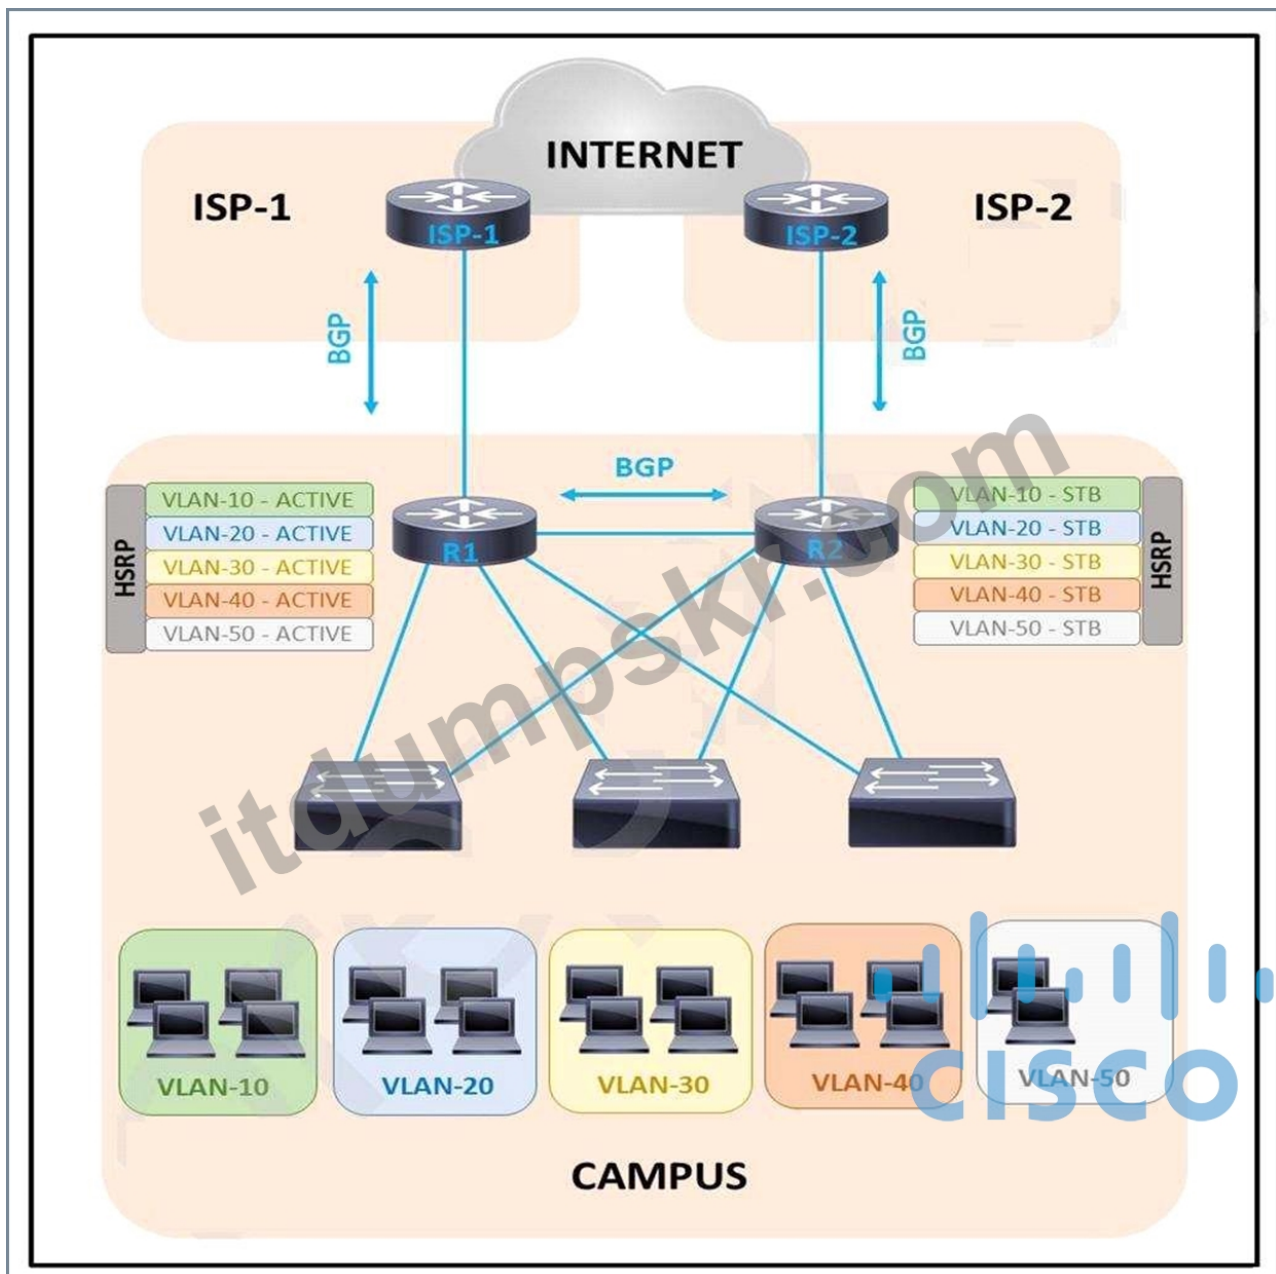 INTERNET
ISP-1
ISP-2
ISP-1
ISP-2
BGP
BGP
BGP
HSRP
VLAN-10 - ACTIVE
VLAN-20 - ACTIVE
VLAN-30 - ACTIVE
VLAN-40 - ACTIVE
VLAN-50 - ACTIVE
R1
R2
VLAN-10 - STB
VLAN-20 - STB
VLAN-30 - STB
VLAN-40 - STB
VLAN-50 - STB
HSRP
itdumpskr.com
VLAN-10
VLAN-20
VLAN-30
VLAN-40
VLAN-50
CISCO
CAMPUS